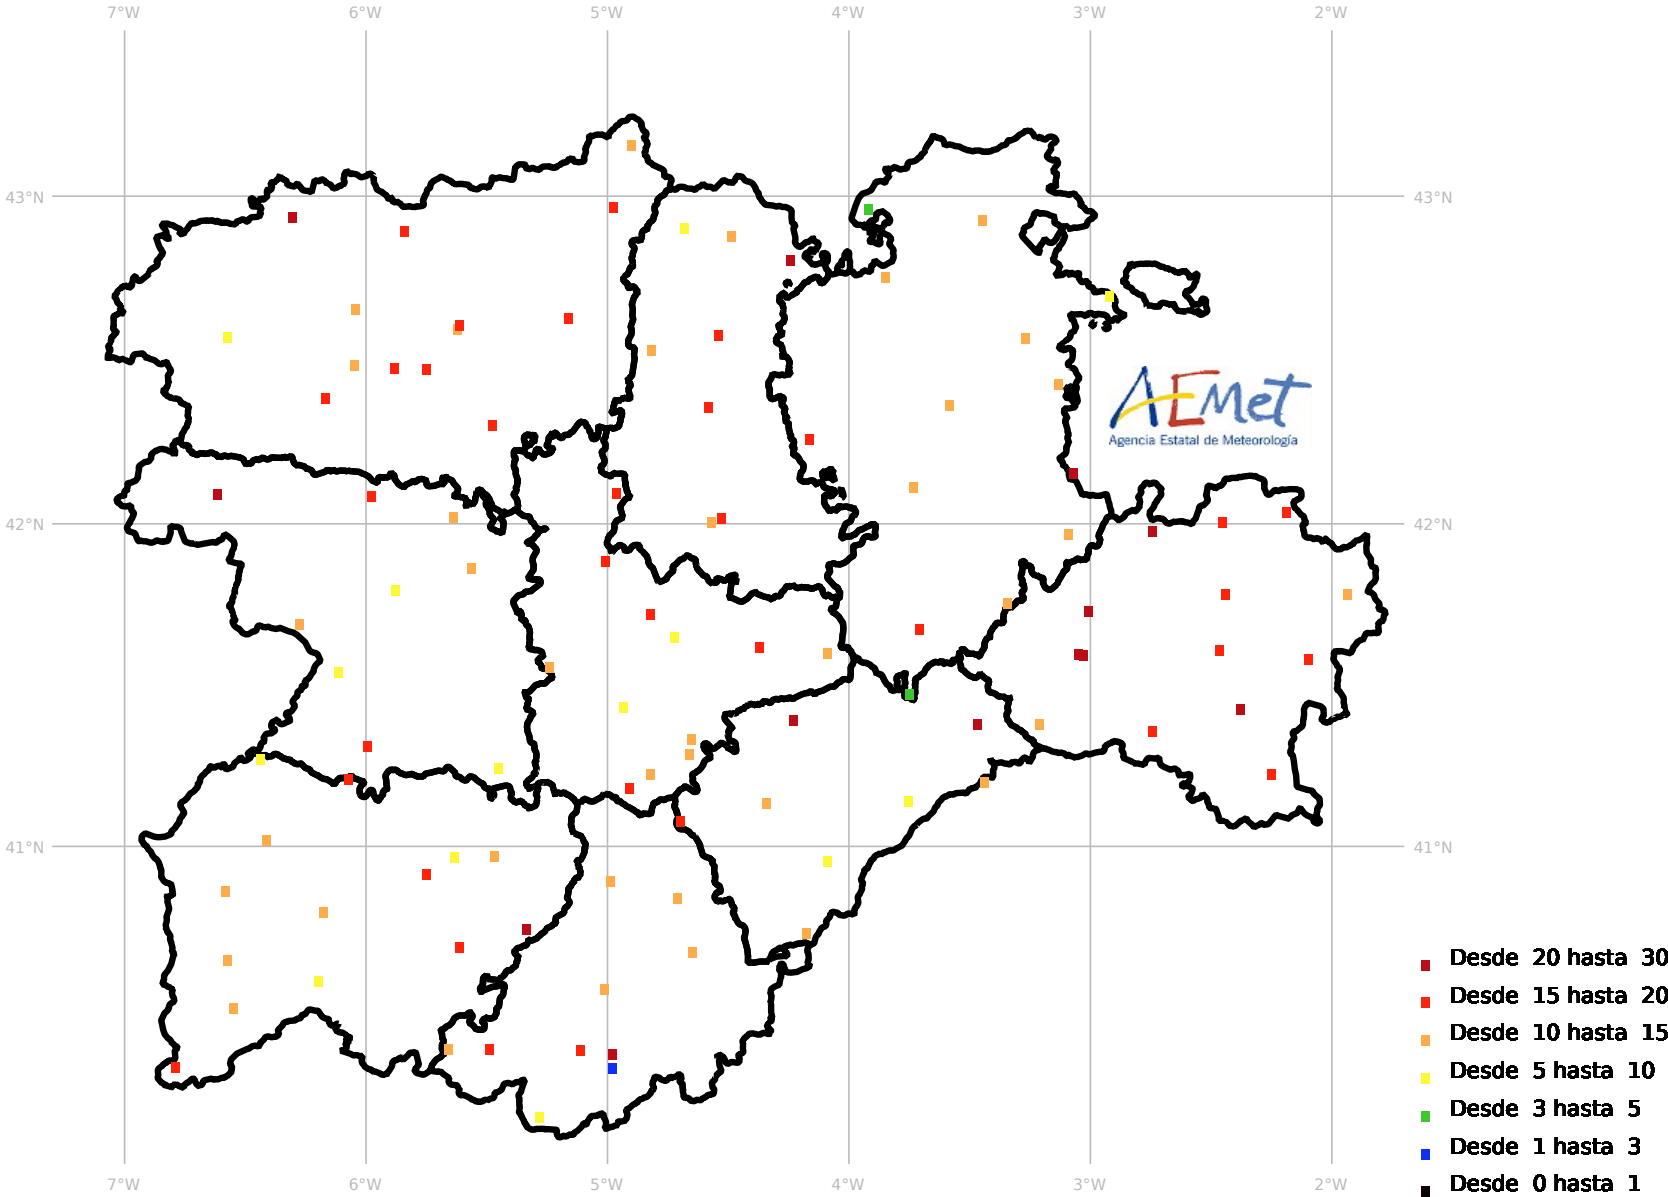 7°W 6°W 5°W 4°W 3°W 2°W
43°N 43°N
AEMet
Agencia Estatal de Meteorología
42°N 42°N
41°N 41°N
Desde 20 hasta 30
Desde 15 hasta 20
Desde 10 hasta 15
Desde 5 hasta 10
Desde 3 hasta 5
Desde 1 hasta 3
Desde 0 hasta 1
7°W 6°W 5°W 4°W 3°W 2°W